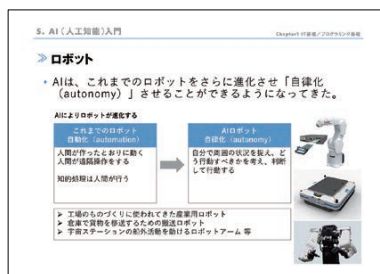 5. AI（人工知能）入門
Chapter1 IT基礎／プログラミング基礎
ロボット
・AIは、これまでのロボットをさらに進化させ「自律化
（autonomy）」させることができるようになってきた。
AIによりロボットが進化する
これまでのロボット
自動化（automation）
AIロボット
自律化（autonomy）
人間が作ったとおりに動く
人間が遠隔操作をする
知的処理は人間が行う
自分で周囲の状況を捉え、ど
う行動すべきかを考え、判断
して行動する
➢ 工場のものづくりに使われてきた産業用ロボット
➢ 倉庫で貨物を移送するための搬送ロボット
➢ 宇宙ステーションの船外活動を助けるロボットアーム 等